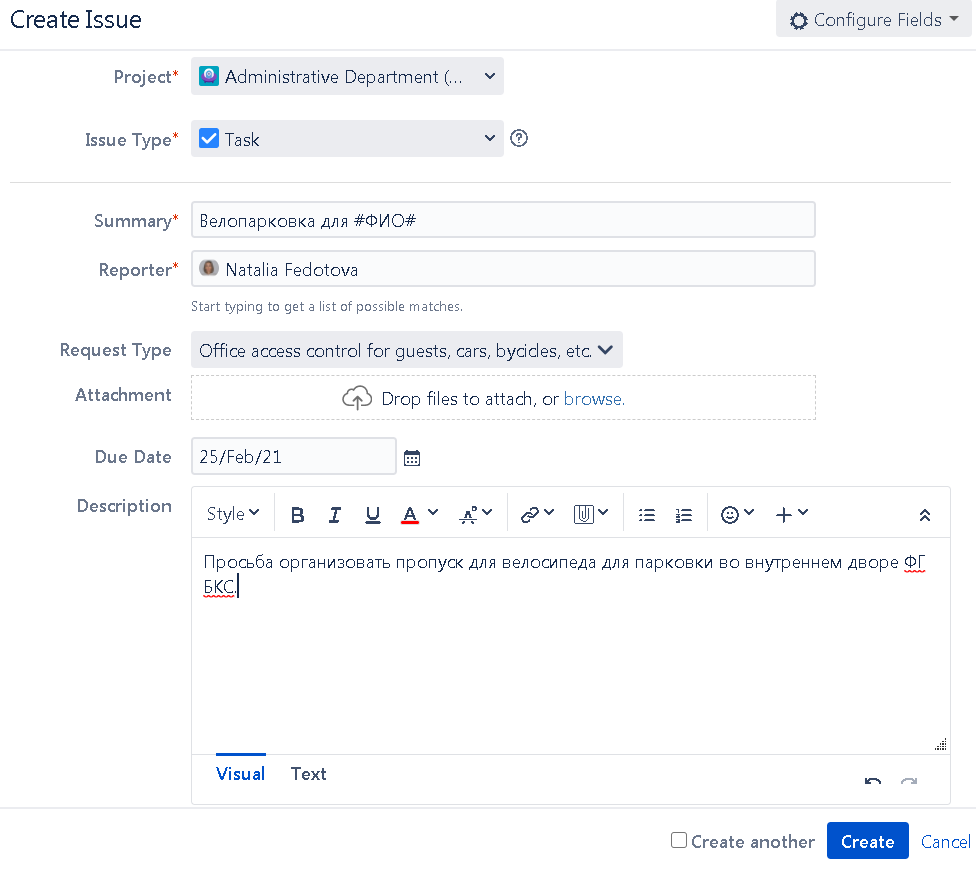 Create Issue
Configure Fields
Project* Administrative Department (...
Issue Type* Task
Summary* Велопарковка для #ФИО#
Reporter* Natalia Fedotova
Start typing to get a list of possible matches.
Request Type Office access control for guests, cars, bycicles, etc.
Attachment Drop files to attach, or browse.
Due Date 25/Feb/21
Description Style B I U A
Просьба организовать пропуск для велосипеда для парковки во внутреннем дворе ФГ
БКС.
Visual Text
Create another Create Cancel